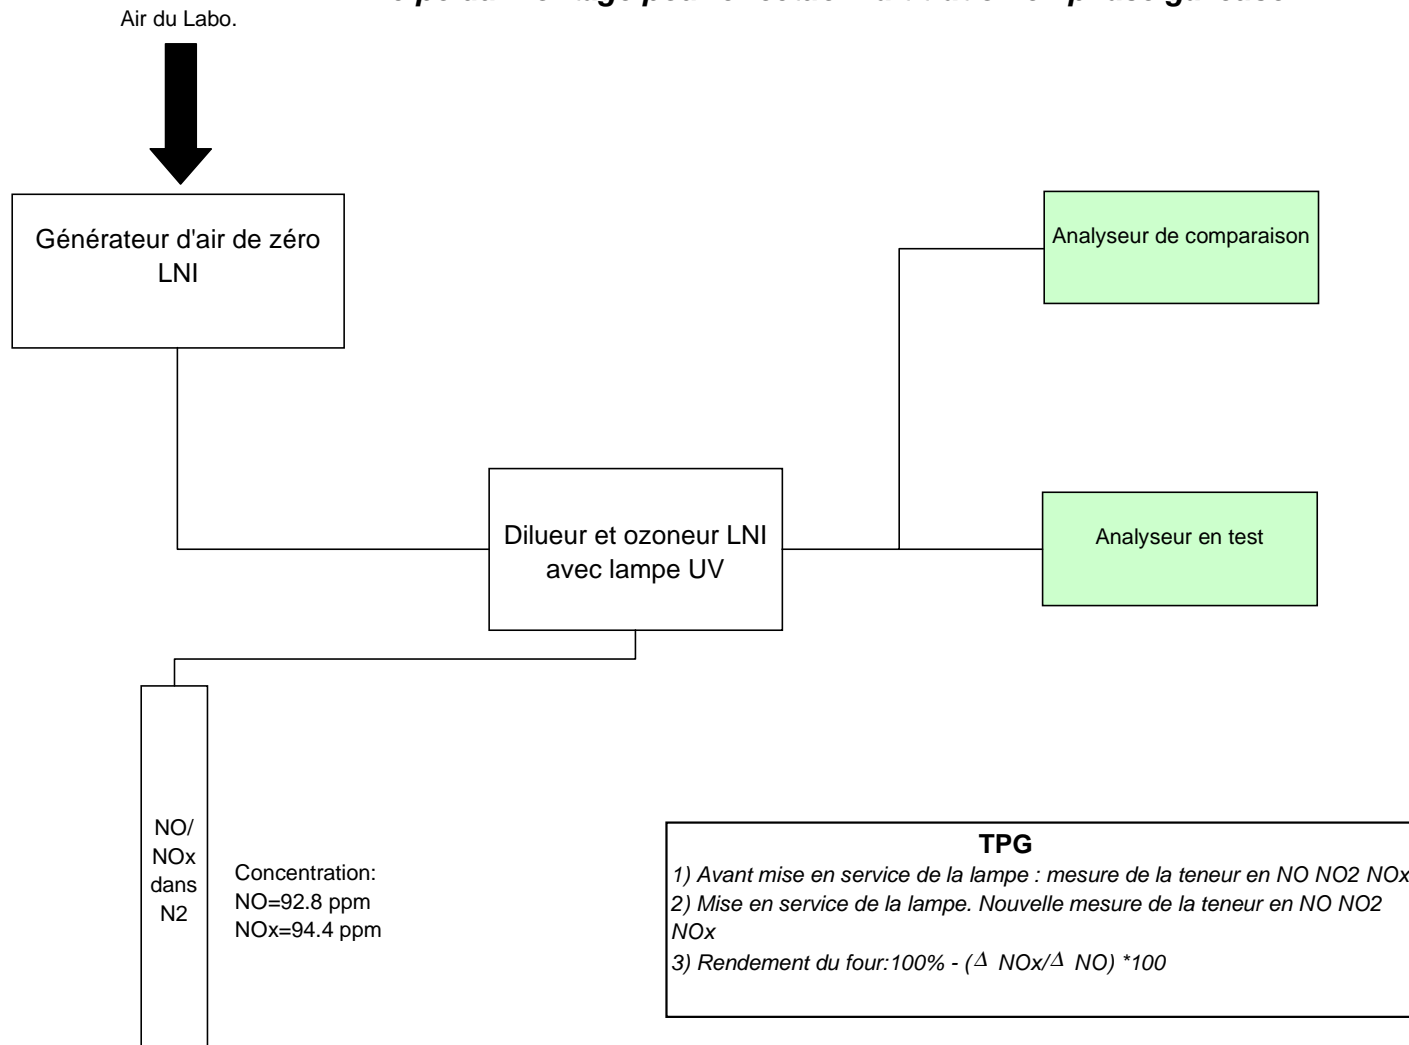 Air du Labo.
Générateur d'air de zéro
LNI
Analyseur de comparaison
Dilueur et ozoneur LNI
avec lampe UV
Analyseur en test
NO/
NOx
dans
N2
Concentration:
NO=92.8 ppm
NOx=94.4 ppm
TPG
1) Avant mise en service de la lampe : mesure de la teneur en NO NO2 NOx
2) Mise en service de la lampe. Nouvelle mesure de la teneur en NO NO2
NOx
3) Rendement du four:100% - (Δ NOx/Δ NO) *100